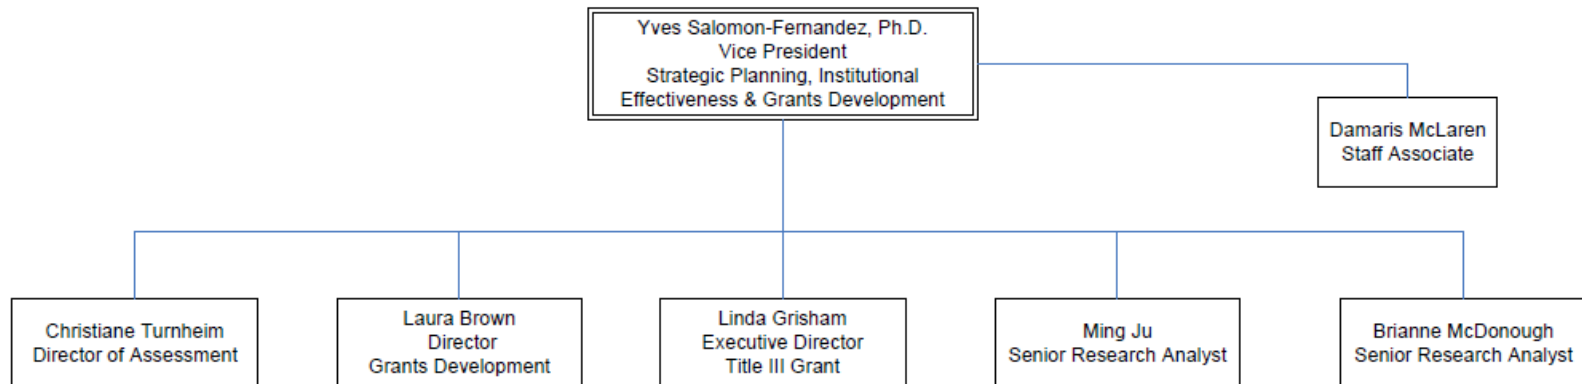 Yves Salomon-Fernandez, Ph.D.
Vice President
Strategic Planning, Institutional
Effectiveness & Grants Development
Damaris McLaren
Staff Associate
Christiane Turnheim
Director of Assessment
Laura Brown
Director
Grants Development
Linda Grisham
Executive Director
Title III Grant
Ming Ju
Senior Research Analyst
Brianne McDonough
Senior Research Analyst